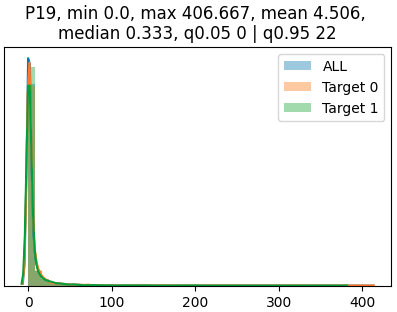 P19, min 0.0, max 406.667, mean 4.506,
median 0.333, q0.05 0 | q0.95 22
ALL
Target 0
Target 1
0 100 200 300 400